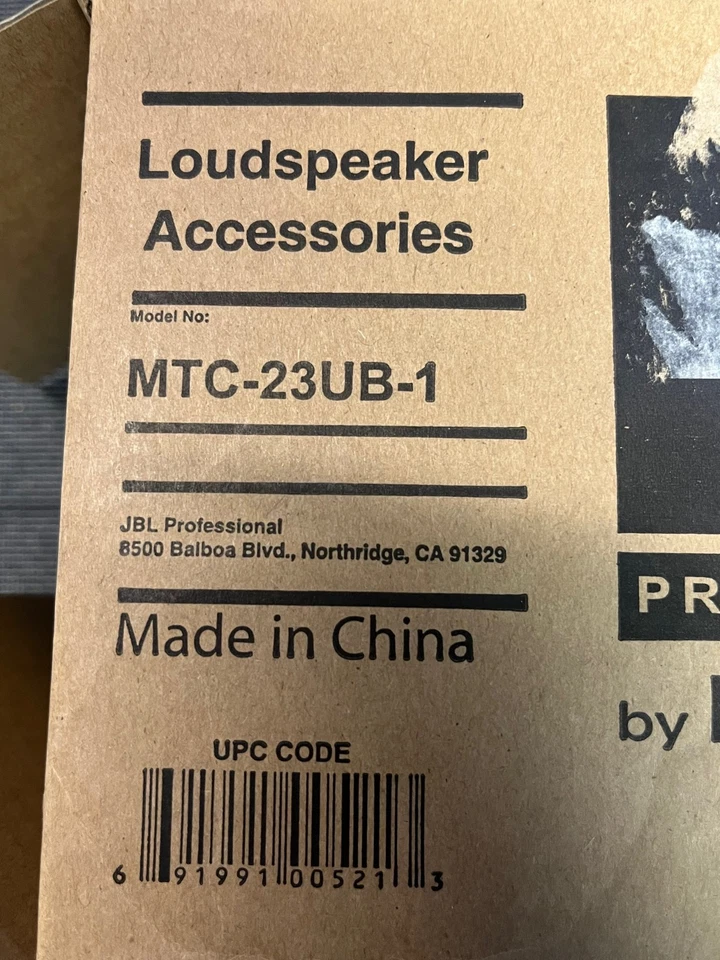 Loudspeaker
Accessories
Model No:
MTC-23UB-1
JBL Professional
8500 Balboa Blvd., Northridge, CA 91329
Made in China
UPC CODE
6 91991 00521 3
PR
by